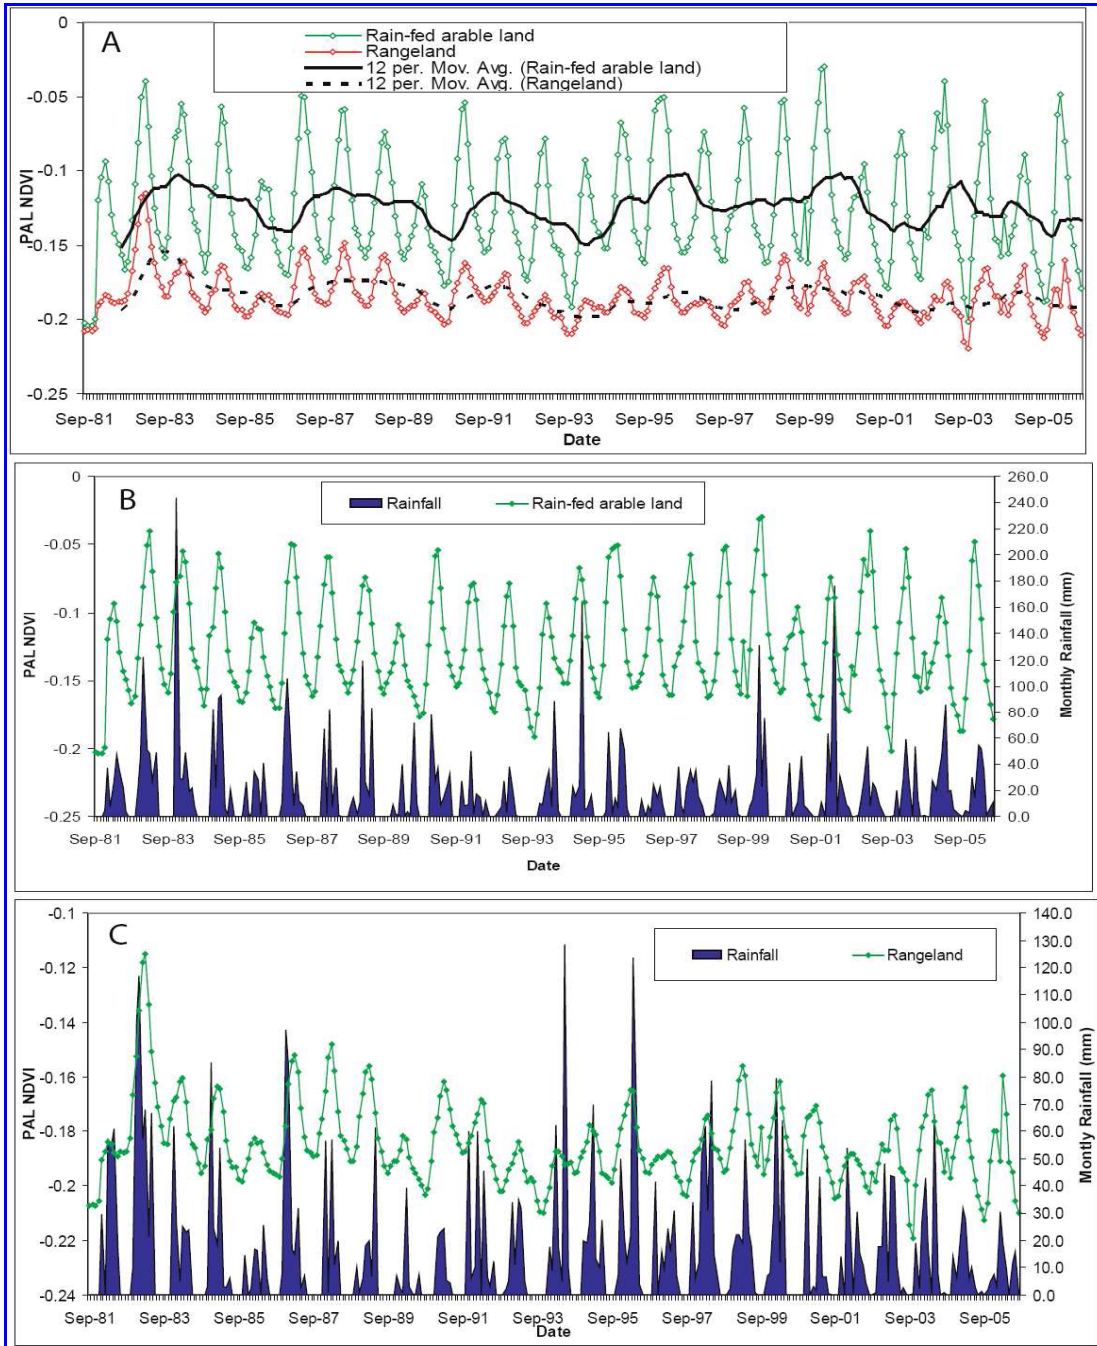 A
Rain-fed arable land
Rangeland
12 per. Mov. Avg. (Rain-fed arable land)
12 per. Mov. Avg. (Rangeland)
0
-0.05
-0.1
-0.15
-0.2
-0.25
PAL NDVI
Sep-81 Sep-83 Sep-85 Sep-87 Sep-89 Sep-91 Sep-93 Sep-95 Sep-97 Sep-99 Sep-01 Sep-03 Sep-05
Date
B
Rainfall Rain-fed arable land
0
-0.05
-0.1
-0.15
-0.2
-0.25
PAL NDVI
260.0
240.0
220.0
200.0
180.0
160.0
140.0
120.0
100.0
80.0
60.0
40.0
20.0
0.0
Monthly Rainfall (mm)
Sep-81 Sep-83 Sep-85 Sep-87 Sep-89 Sep-91 Sep-93 Sep-95 Sep-97 Sep-99 Sep-01 Sep-03 Sep-05
Date
C
Rainfall Rangeland
-0.1
-0.12
-0.14
-0.16
-0.18
-0.2
-0.22
-0.24
PAL NDVI
140.0
130.0
120.0
110.0
100.0
90.0
80.0
70.0
60.0
50.0
40.0
30.0
20.0
10.0
0.0
Montly Rainfall (mm)
Sep-81 Sep-83 Sep-85 Sep-87 Sep-89 Sep-91 Sep-93 Sep-95 Sep-97 Sep-99 Sep-01 Sep-03 Sep-05
Date